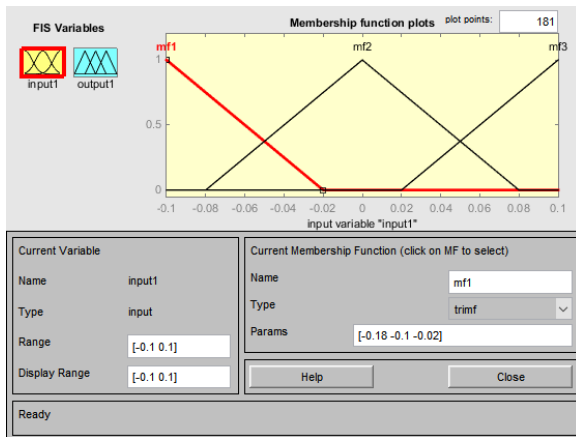 FIS Variables
Membership function plots
plot points:
181
input1
output1
mf1
mf2
mf3
1
0.5
0
-0.1 -0.08 -0.06 -0.04 -0.02 0 0.02 0.04 0.06 0.08 0.1
input variable "input1"
Current Variable
Name input1
Type input
Range [-0.1 0.1]
Display Range [-0.1 0.1]
Current Membership Function (click on MF to select)
Name mf1
Type trimf
Params [-0.18 -0.1 -0.02]
Help
Close
Ready